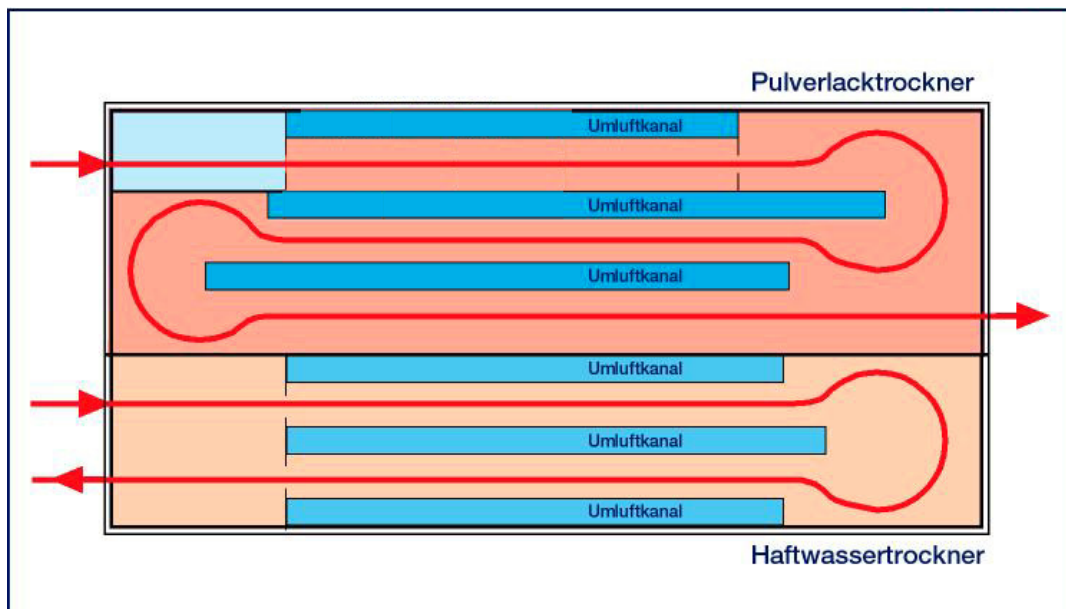 Pulverlacktrockner
Umluftkanal
Umluftkanal
Umluftkanal
Umluftkanal
Umluftkanal
Umluftkanal
Haftwassertrockner